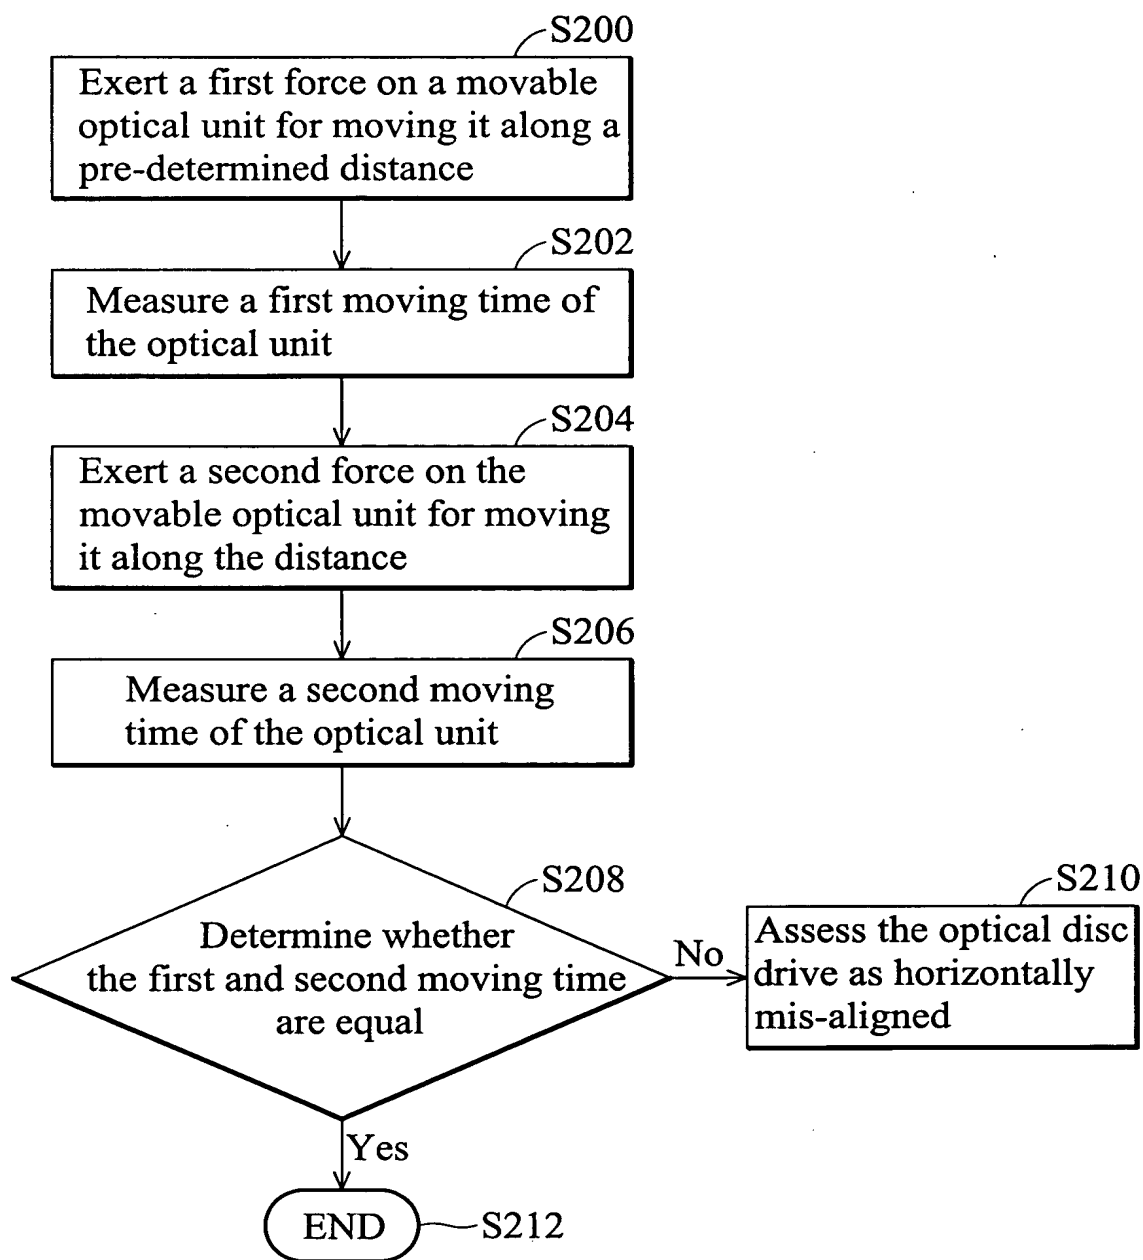 S200
Exert a first force on a movable
optical unit for moving it along a
pre-determined distance
S202
Measure a first moving time of
the optical unit
S204
Exert a second force on the
movable optical unit for moving
it along the distance
S206
Measure a second moving
time of the optical unit
S208
Determine whether
the first and second moving time
are equal
No
S210
Assess the optical disc
drive as horizontally
mis-aligned
Yes
END
S212